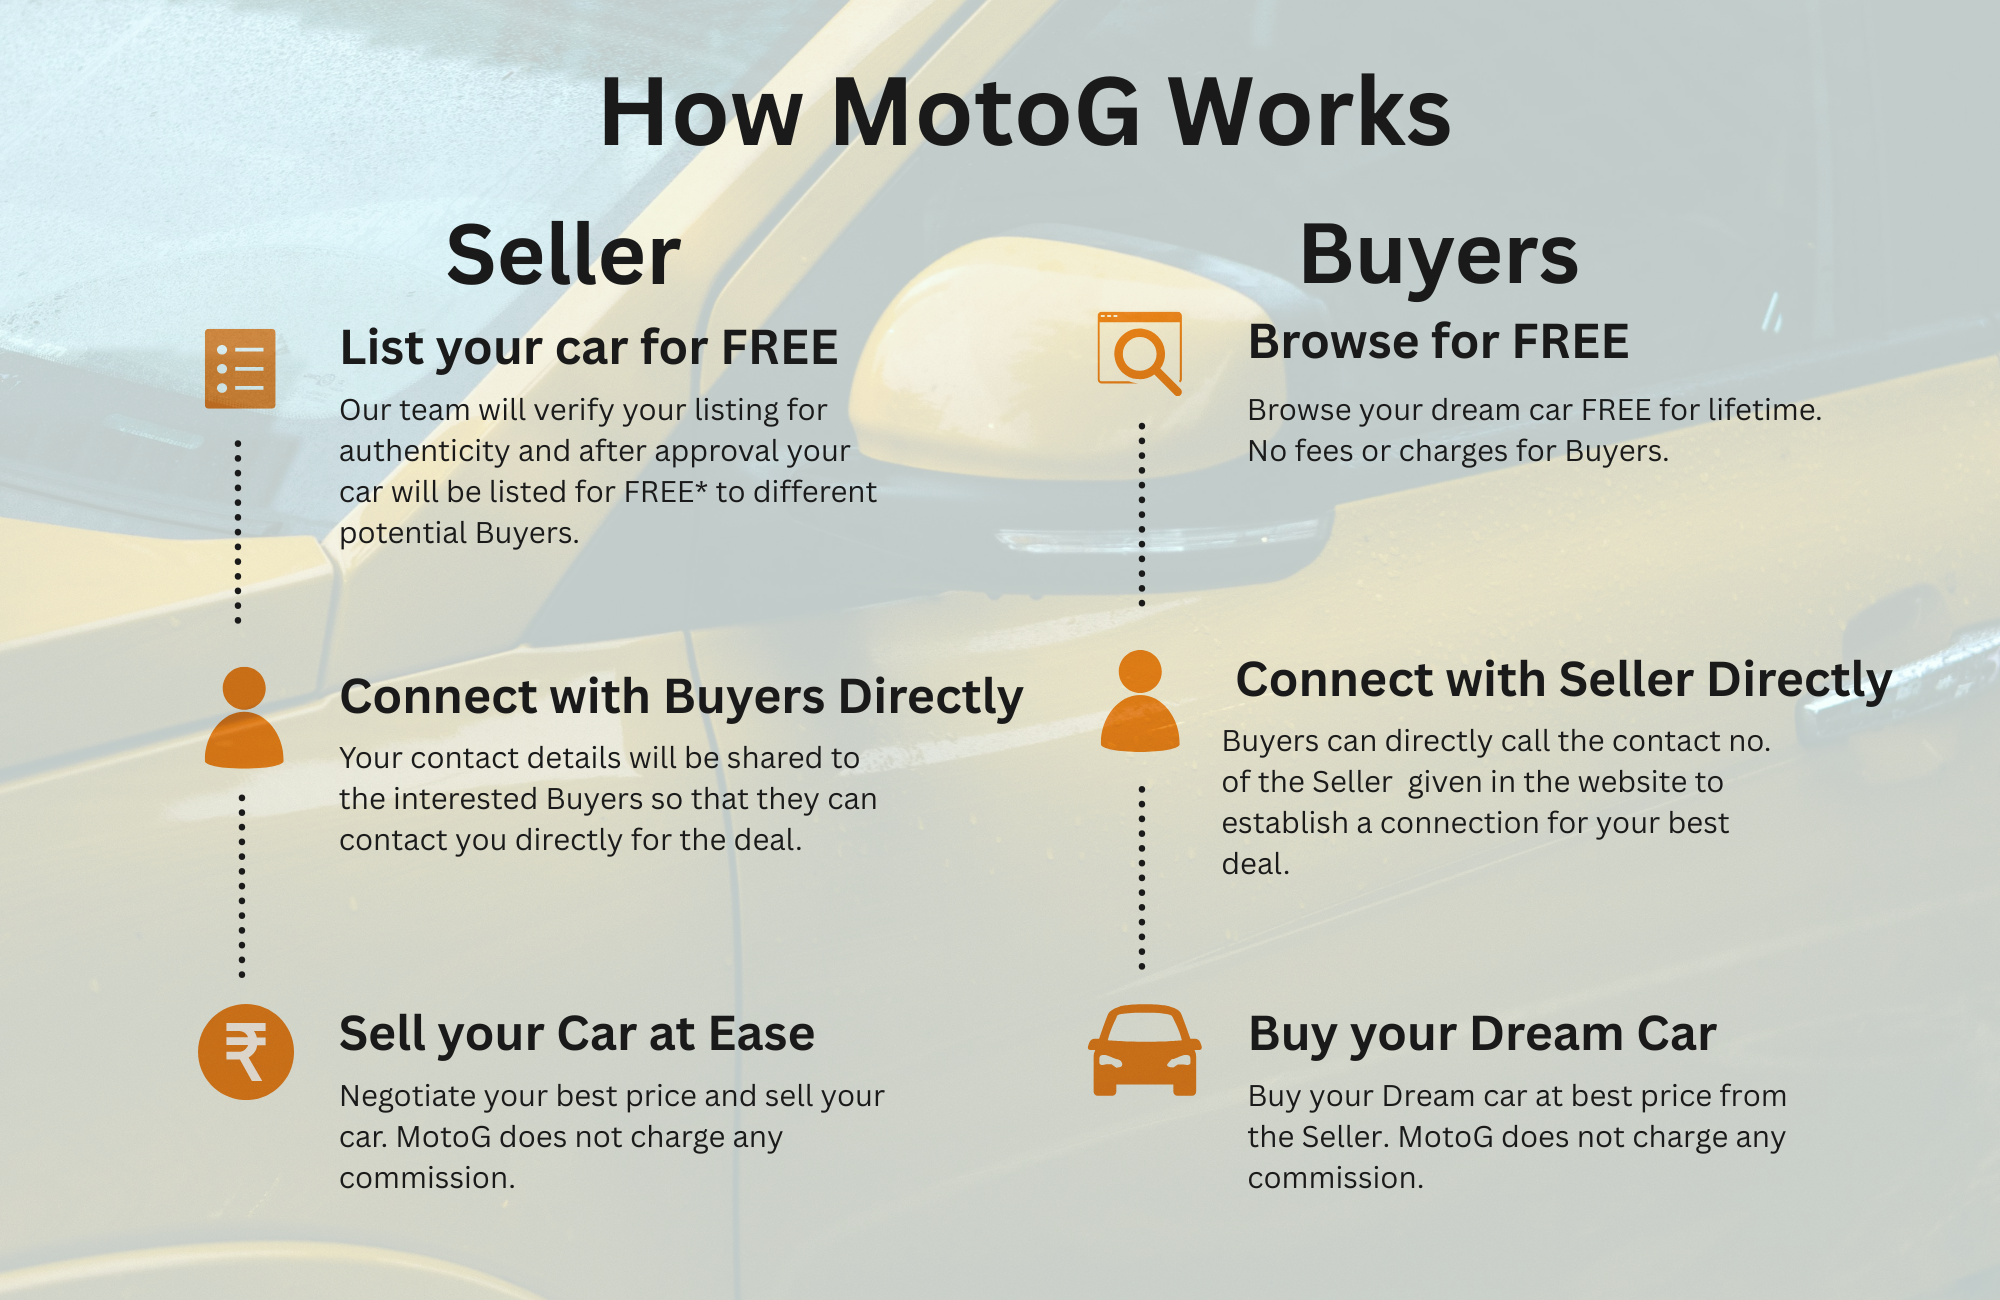 How MotoG Works
Seller
List your car for FREE
Our team will verify your listing for
authenticity and after approval your
car will be listed for FREE* to different
potential Buyers.
Connect with Buyers Directly
Your contact details will be shared to
the interested Buyers so that they can
contact you directly for the deal.
₹
Sell your Car at Ease
Negotiate your best price and sell your
car. MotoG does not charge any
commission.
Buyers
Browse for FREE
Browse your dream car FREE for lifetime.
No fees or charges for Buyers.
Connect with Seller Directly
Buyers can directly call the contact no.
of the Seller  given in the website to
establish a connection for your best
deal.
Buy your Dream Car
Buy your Dream car at best price from
the Seller. MotoG does not charge any
commission.